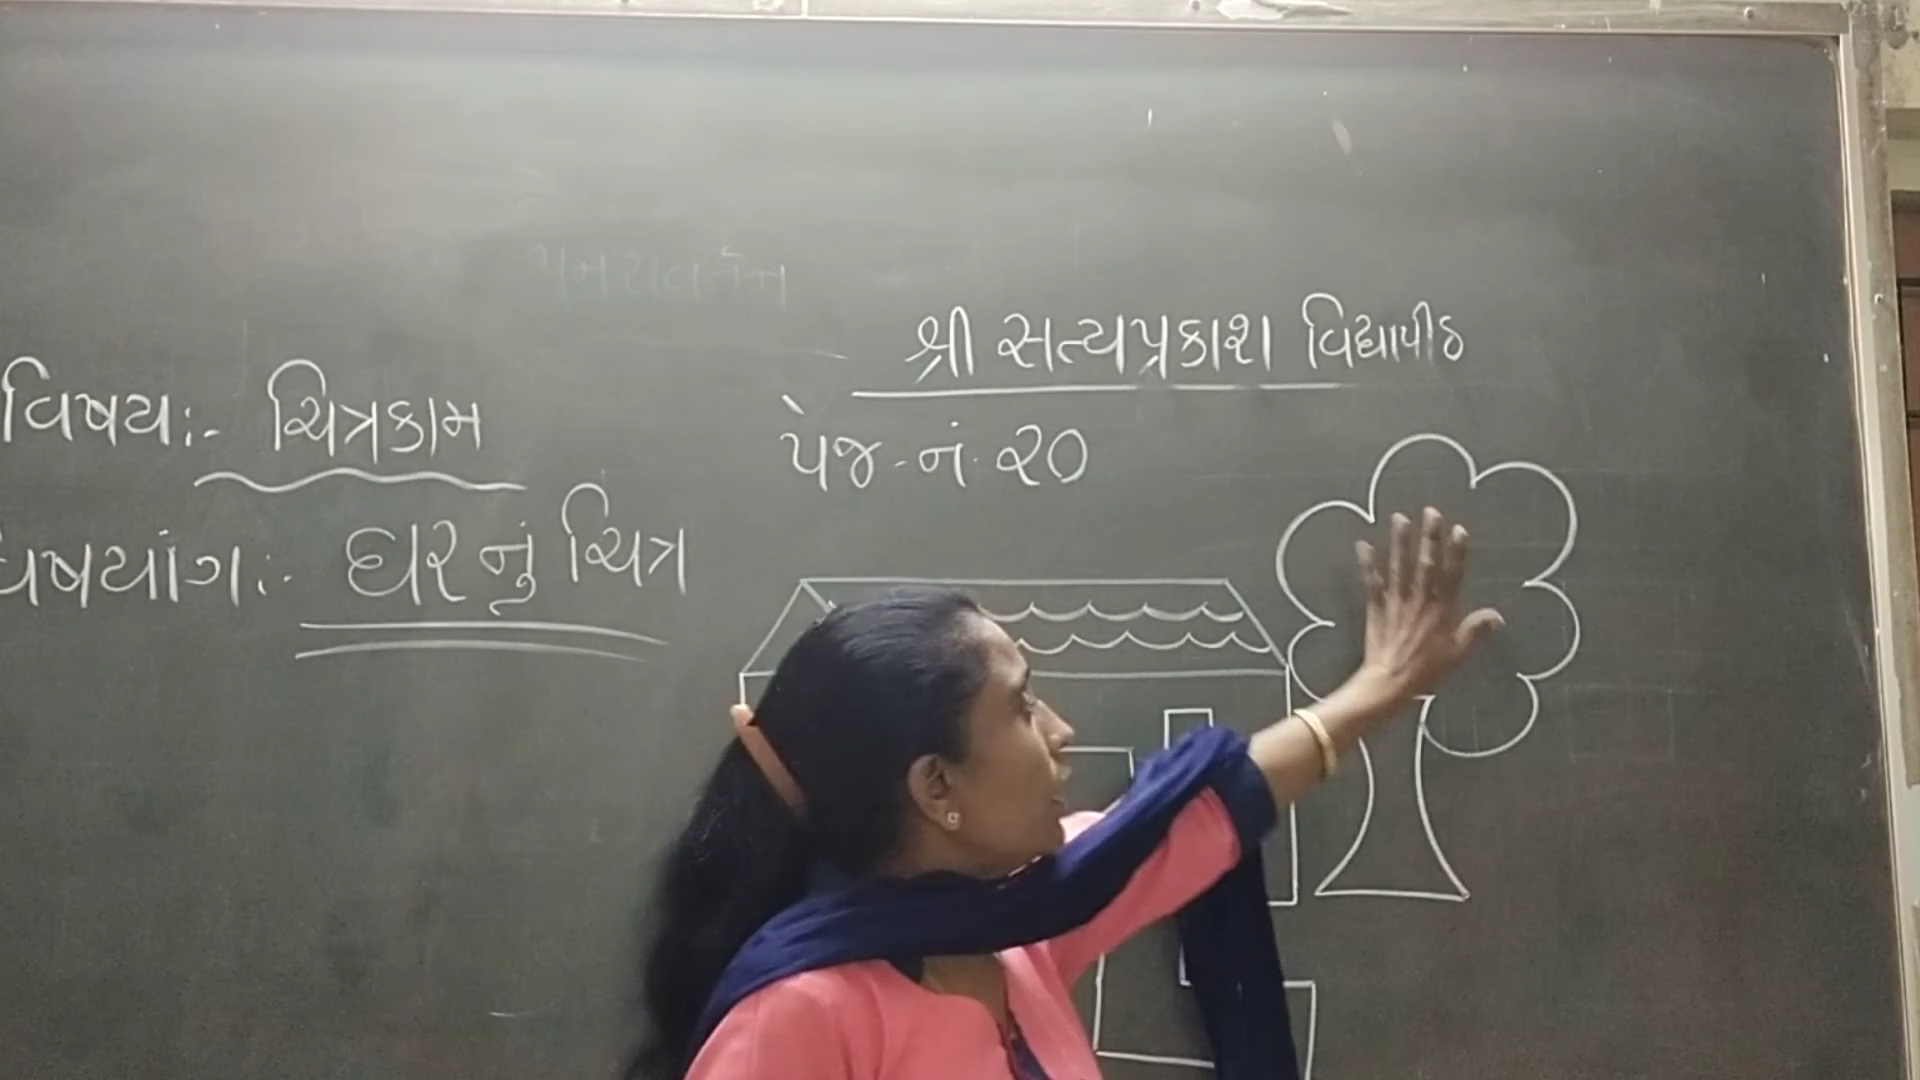 શ્રી સત્યપ્રકાશ વિદ્યાપીઠ
વિષય:- ચિત્રકામ
પેજ-નં. ૨૦
વિષયાંગ:- ઘરનું ચિત્ર